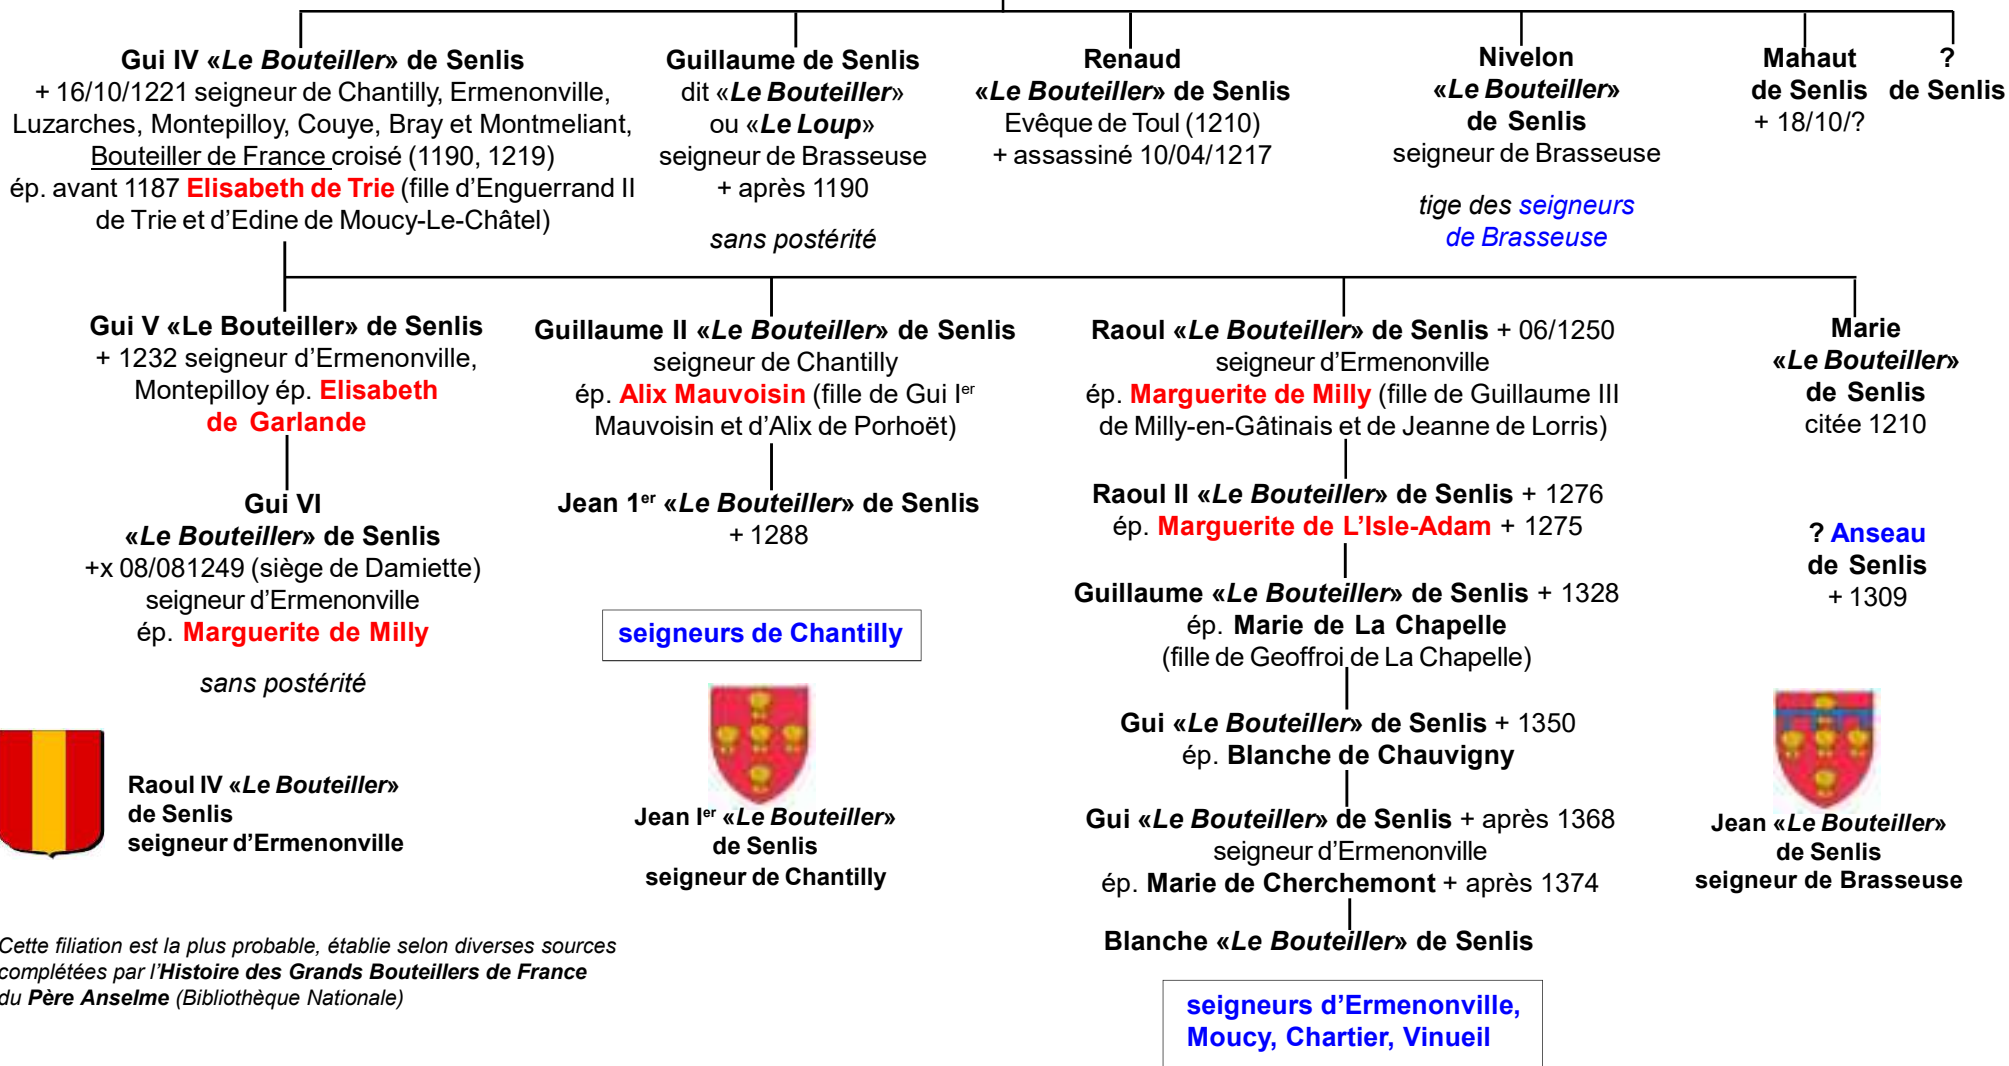 Gui IV «Le Bouteiller» de Senlis
+ 16/10/1221 seigneur de Chantilly, Ermenonville,
Luzarches, Montepilloy, Couye, Bray et Montmeliant,
Bouteiller de France croisé (1190, 1219)
ép. avant 1187 Elisabeth de Trie (fille d’Enguerrand II
de Trie et d’Edine de Moucy-Le-Châtel)
Guillaume de Senlis
dit «Le Bouteiller»
ou «Le Loup»
seigneur de Brasseuse
+ après 1190
sans postérité
Renaud
«Le Bouteiller» de Senlis
Evêque de Toul (1210)
+ assassiné 10/04/1217
Nivelon
«Le Bouteiller»
de Senlis
seigneur de Brasseuse
tige des seigneurs
de Brasseuse
Mahaut
de Senlis
+ 18/10/?
?
de Senlis
Gui V «Le Bouteiller» de Senlis
+ 1232 seigneur d’Ermenonville,
Montepilloy ép. Elisabeth
de Garlande
Gui VI
«Le Bouteiller» de Senlis
+x 08/081249 (siège de Damiette)
seigneur d’Ermenonville
ép. Marguerite de Milly
sans postérité
Guillaume II «Le Bouteiller» de Senlis
seigneur de Chantilly
ép. Alix Mauvoisin (fille de Gui Ier
Mauvoisin et d’Alix de Porhoët)
Jean 1er «Le Bouteiller» de Senlis
+ 1288
seigneurs de Chantilly
Raoul «Le Bouteiller» de Senlis + 06/1250
seigneur d’Ermenonville
ép. Marguerite de Milly (fille de Guillaume III
de Milly-en-Gâtinais et de Jeanne de Lorris)
Raoul II «Le Bouteiller» de Senlis + 1276
ép. Marguerite de L’Isle-Adam + 1275
Guillaume «Le Bouteiller» de Senlis + 1328
ép. Marie de La Chapelle
(fille de Geoffroi de La Chapelle)
Gui «Le Bouteiller» de Senlis + 1350
ép. Blanche de Chauvigny
Gui «Le Bouteiller» de Senlis + après 1368
seigneur d’Ermenonville
ép. Marie de Cherchemont + après 1374
Blanche «Le Bouteiller» de Senlis
seigneurs d’Ermenonville,
Moucy, Chartier, Vinueil
Marie
«Le Bouteiller»
de Senlis
citée 1210
? Anseau
de Senlis
+ 1309
Raoul IV «Le Bouteiller»
de Senlis
seigneur d’Ermenonville
Jean Ier «Le Bouteiller»
de Senlis
seigneur de Chantilly
Jean «Le Bouteiller»
de Senlis
seigneur de Brasseuse
Cette filiation est la plus probable, établie selon diverses sources
complétées par l’Histoire des Grands Bouteillers de France
du Père Anselme (Bibliothèque Nationale)